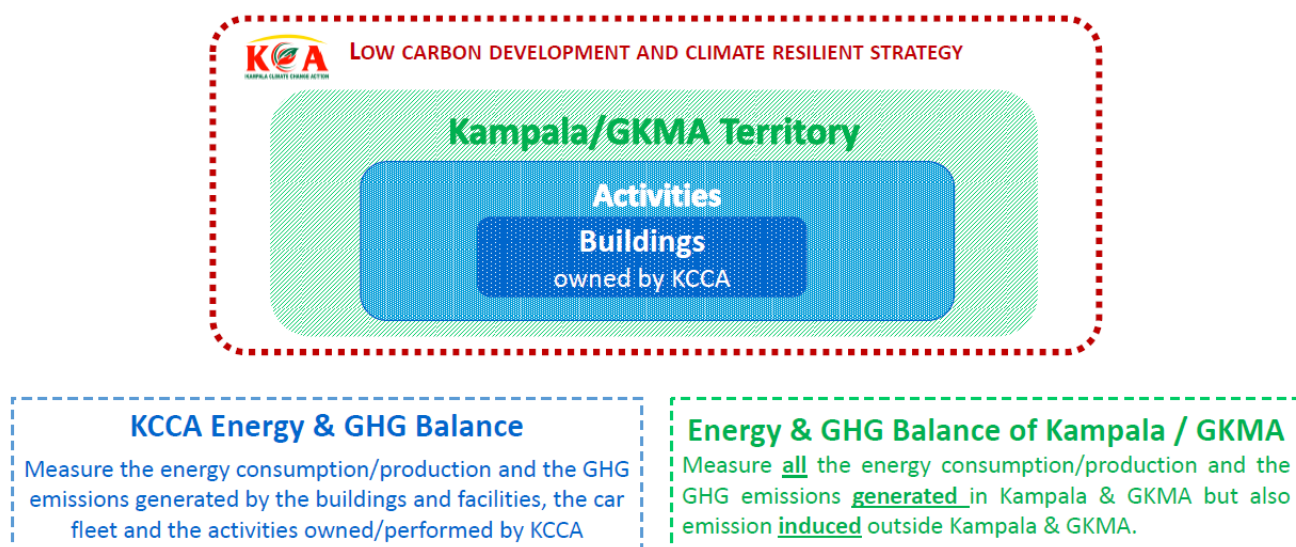 KCA
KAMPALA CLIMATE CHANGE ACTION
LOW CARBON DEVELOPMENT AND CLIMATE RESILIENT STRATEGY
Kampala/GKMA Territory
Activities
Buildings
owned by KCCA
KCCA Energy & GHG Balance
Measure the energy consumption/production and the GHG
emissions generated by the buildings and facilities, the car
fleet and the activities owned/performed by KCCA
Energy & GHG Balance of Kampala / GKMA
Measure all the energy consumption/production and the
GHG emissions generated in Kampala & GKMA but also
emission induced outside Kampala & GKMA.